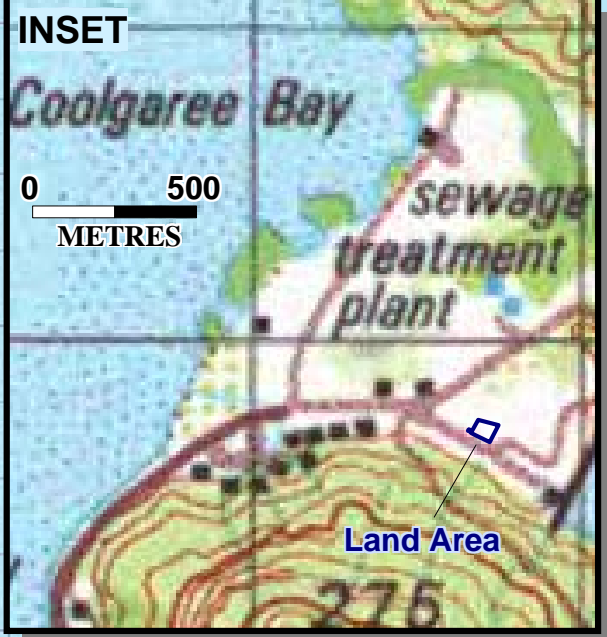 INSET
Coolgaree Bay
0 500
METRES
sewage
treatment
plant
Land Area
275